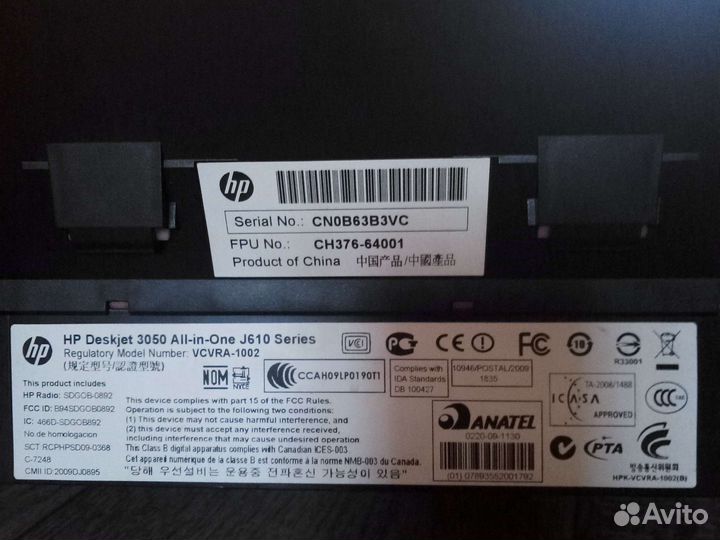 hp
Serial No.: CN0B63B3VC
FPU No.: CH376-64001
Product of China 中国产品/中國產品
hp
HP Deskjet 3050 All-in-One J610 Series
Regulatory Model Number: VCVRA-1002
(规定型号/認證型號)
This product includes:
HP Radio: SDGOB-0892
FCC ID: B94SDGOB0892
IC: 466D-SDGOB892
No. de homologacion
SCT RCPHPSD09-0368
C-7248
CMII ID: 2009DJ0895
NOM
NYCE
CCAH09LP0190T1
This device complies with part 15 of the FCC Rules.
Operation is subject to the following two conditions:
(1) This device may not cause harmful interference, and
(2) this device must accept any interference received,
including interference that may cause undesired operation.
This Class B digital apparatus complies with Canadian ICES-003.
Cet appareil numérique de la classe B est conforme à la norme NMB-003 du Canada.
"당해 무선설비는 운용중 전파혼신 가능성이 있음"
VCI
FC
10
R33001
Complies with
IDA Standards
DB 100427
10946/POSTAL/2009
1835
TA-2009/1488
ICASA
APPROVED
CCC
ANATEL
0220-09-1130
(01) 07893552001792
N
PTA
방송통신위원회
HPK-VCVRA-1002(B)
Avito